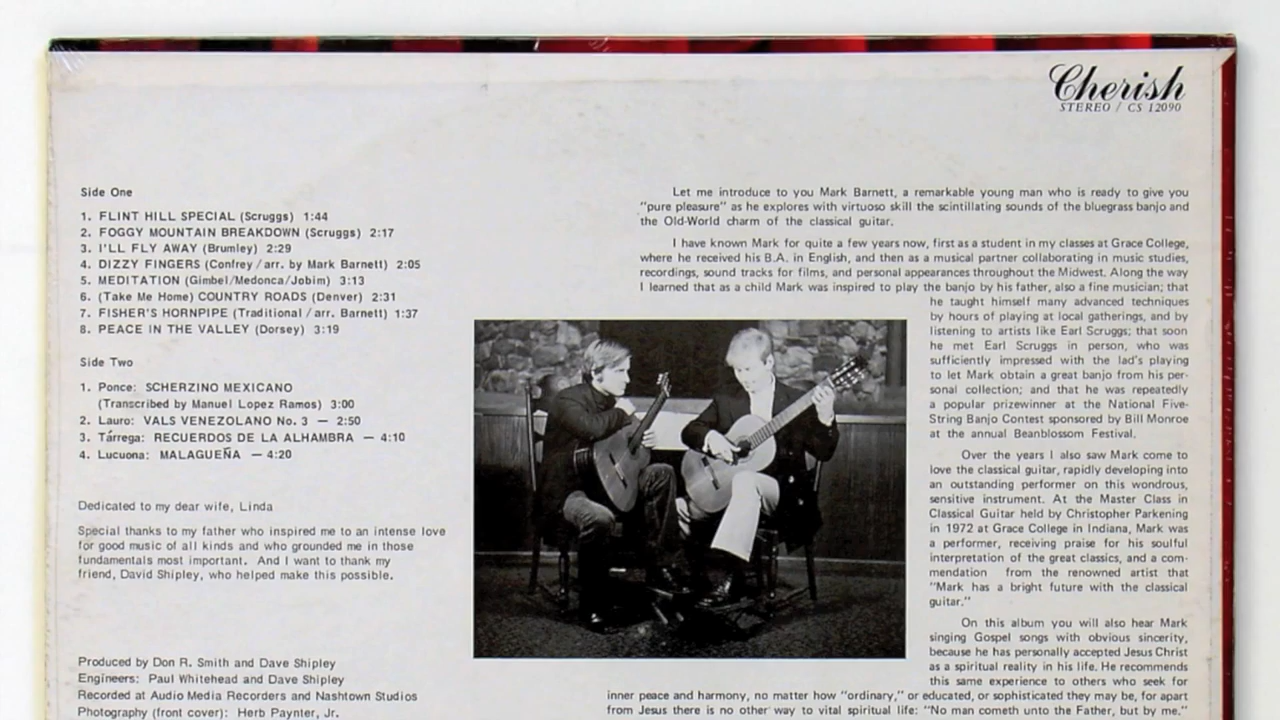 Cherish
STEREO / CS 12090
Side One
1. FLINT HILL SPECIAL (Scruggs) 1:44
2. FOGGY MOUNTAIN BREAKDOWN (Scruggs) 2:17
3. I'LL FLY AWAY (Brumley) 2:29
4. DIZZY FINGERS (Confrey / arr. by Mark Barnett) 2:05
5. MEDITATION (Gimbel/Medonca/Jobim) 3:13
6. (Take Me Home) COUNTRY ROADS (Denver) 2:31
7. FISHER'S HORNPIPE (Traditional / arr. Barnett) 1:37
8. PEACE IN THE VALLEY (Dorsey) 3:19
Side Two
1. Ponce: SCHERZINO MEXICANO
(Transcribed by Manuel Lopez Ramos) 3:00
2. Lauro: VALS VENEZOLANO No. 3 — 2:50
3. Tárrega: RECUERDOS DE LA ALHAMBRA — 4:10
4. Lucuona: MALAGUEÑA — 4:20
Dedicated to my dear wife, Linda
Special thanks to my father who inspired me to an intense love
for good music of all kinds and who grounded me in those
fundamentals most important. And I want to thank my
friend, David Shipley, who helped make this possible.
Produced by Don R. Smith and Dave Shipley
Engineers: Paul Whitehead and Dave Shipley
Recorded at Audio Media Recorders and Nashtown Studios
Photography (front cover): Herb Paynter, Jr.
Let me introduce to you Mark Barnett, a remarkable young man who is ready to give you
"pure pleasure" as he explores with virtuoso skill the scintillating sounds of the bluegrass banjo and
the Old-World charm of the classical guitar.
I have known Mark for quite a few years now, first as a student in my classes at Grace College,
where he received his B.A. in English, and then as a musical partner collaborating in music studies,
recordings, sound tracks for films, and personal appearances throughout the Midwest. Along the way
I learned that as a child Mark was inspired to play the banjo by his father, also a fine musician; that
he taught himself many advanced techniques
by hours of playing at local gatherings, and by
listening to artists like Earl Scruggs; that soon
he met Earl Scruggs in person, who was
sufficiently impressed with the lad's playing
to let Mark obtain a great banjo from his per-
sonal collection; and that he was repeatedly
a popular prizewinner at the National Five-
String Banjo Contest sponsored by Bill Monroe
at the annual Beanblossom Festival.
Over the years I also saw Mark come to
love the classical guitar, rapidly developing into
an outstanding performer on this wondrous,
sensitive instrument. At the Master Class in
Classical Guitar held by Christopher Parkening
in 1972 at Grace College in Indiana, Mark was
a performer, receiving praise for his soulful
interpretation of the great classics, and a com-
mendation from the renowned artist that
"Mark has a bright future with the classical
guitar."
On this album you will also hear Mark
singing Gospel songs with obvious sincerity,
because he has personally accepted Jesus Christ
as a spiritual reality in his life. He recommends
this same experience to others who seek for
inner peace and harmony, no matter how "ordinary," or educated, or sophisticated they may be, for apart
from Jesus there is no other way to vital spiritual life: "No man cometh unto the Father, but by me."